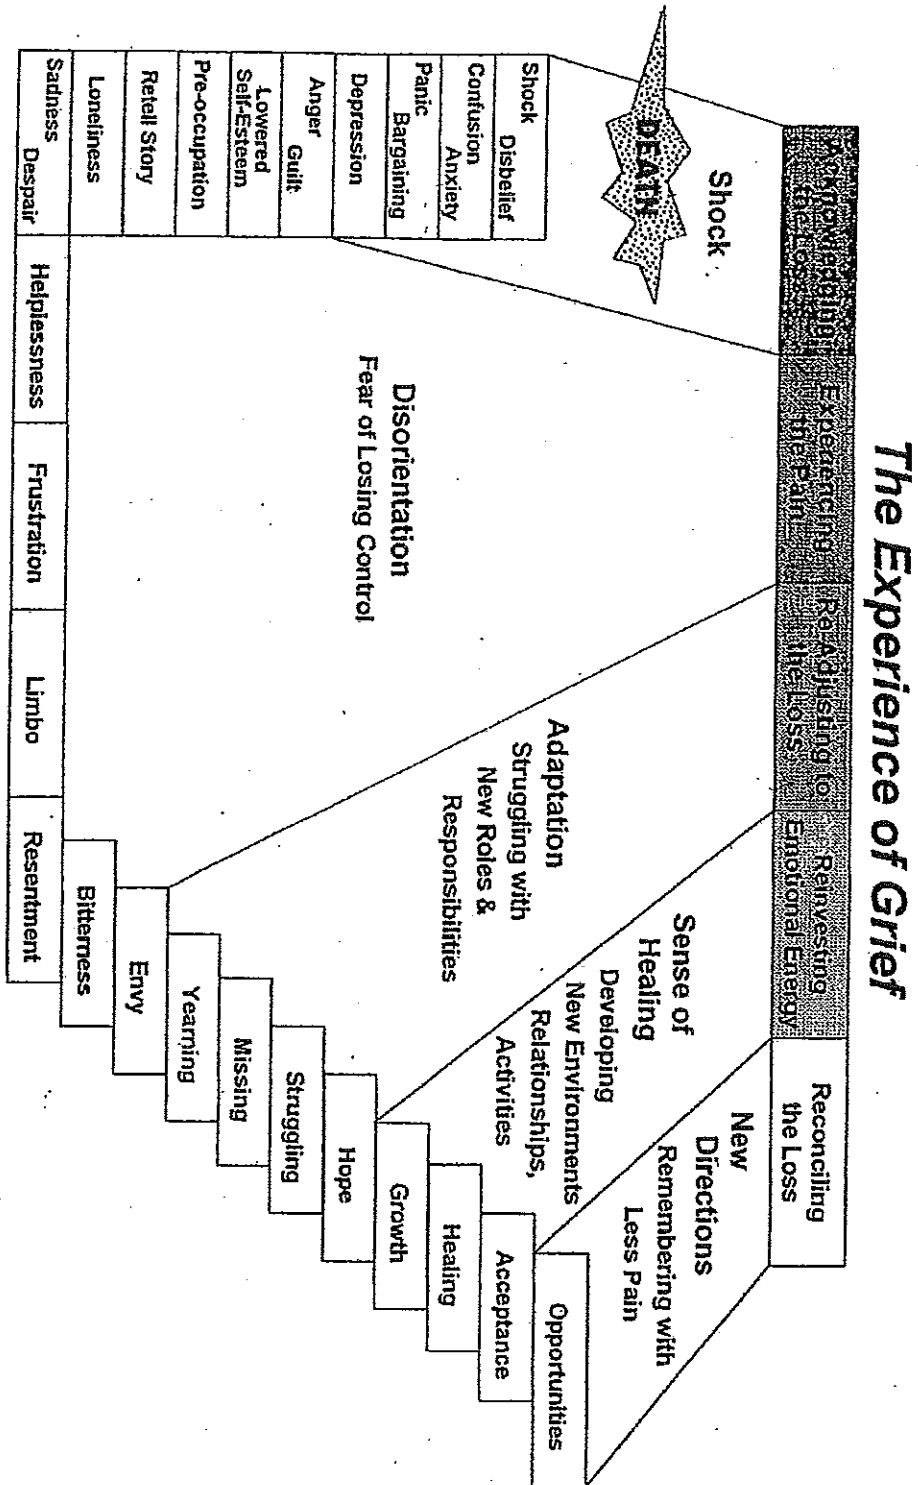 The Experience of Grief
Acknowledging
the Loss
Experiencing
the Pain
Re-Adjusting to
the Loss
Reinvesting
Emotional Energy
Reconciling
the Loss
Shock
DEATH
Disorientation
Fear of Losing Control
Adaptation
Struggling with
New Roles &
Responsibilities
Sense of
Healing
Developing
New Environments
Relationships,
Activities
New
Directions
Remembering with
Less Pain
Shock
Disbelief
Confusion
Anxiety
Panic
Bargaining
Depression
Anger
Guilt
Lowered
Self-Esteem
Pre-occupation
Retell Story
Loneliness
Sadness
Despair
Helplessness
Frustration
Limbo
Resentment
Bitterness
Envy
Yearning
Missing
Struggling
Hope
Growth
Healing
Acceptance
Opportunities